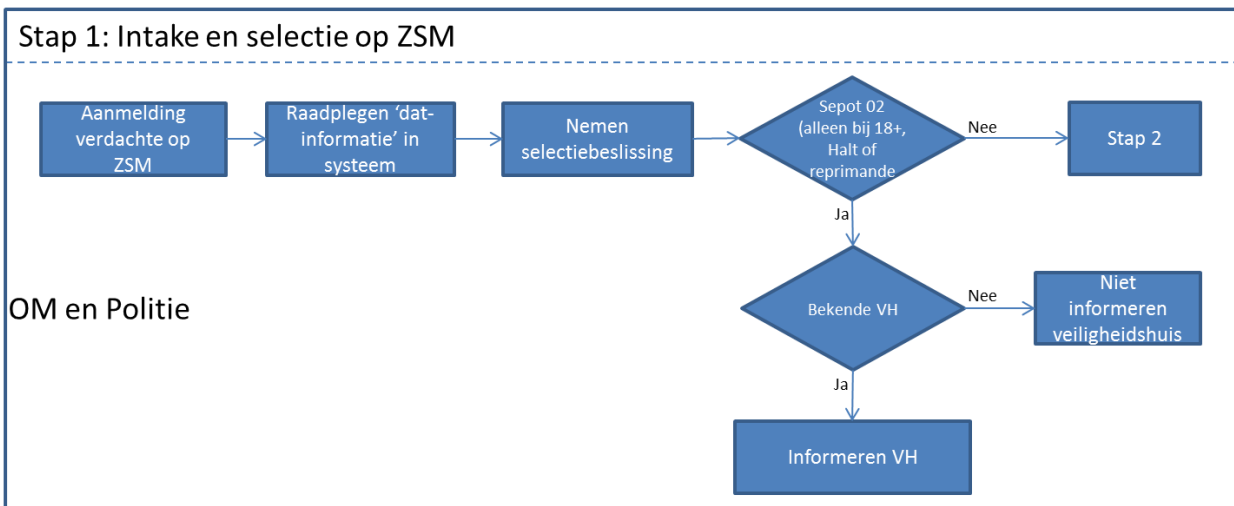 Stap 1: Intake en selectie op ZSM
Aanmelding
verdachte op
ZSM
Raadplegen ‘dat-
informatie’ in
systeem
Nemen
selectiebeslissing
Sepot 02
(alleen bij 18+,
Halt of
reprimande
Nee
Stap 2
Ja
OM en Politie
Bekende VH
Nee
Niet
informeren
veiligheidshuis
Ja
Informeren VH